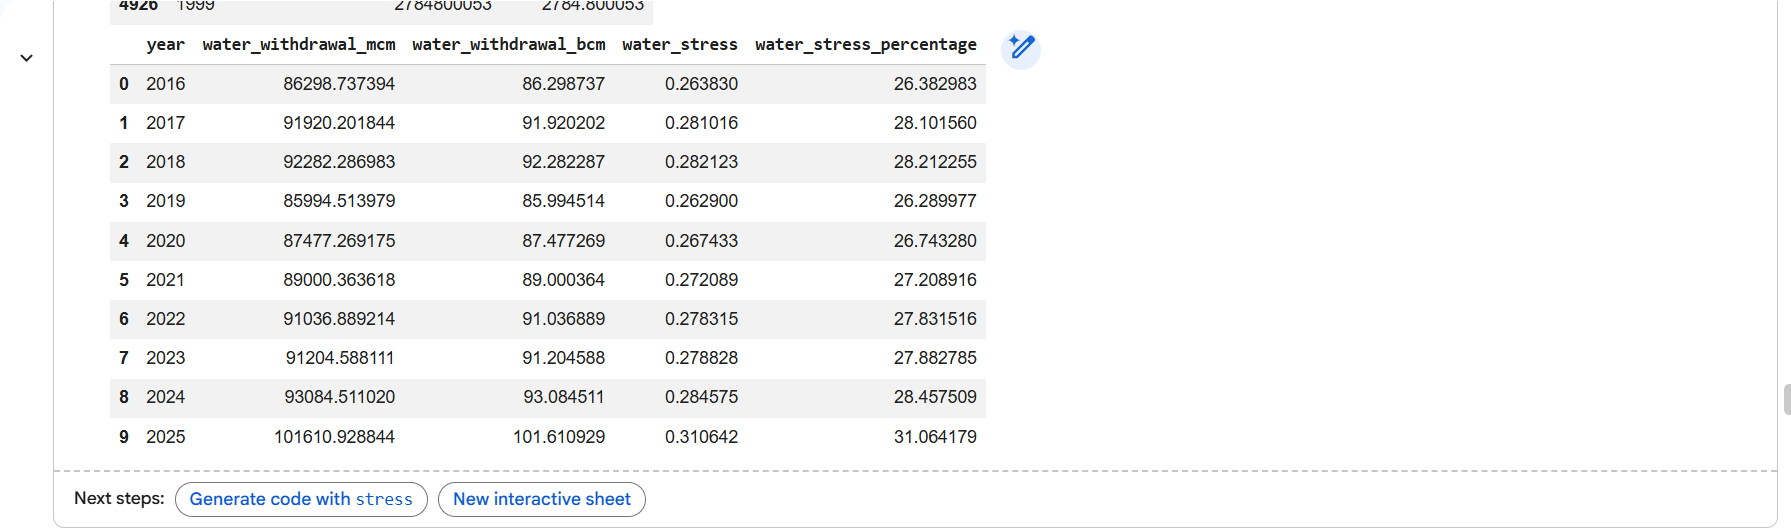 4926 1999 2784800053 2784.800053
year water_withdrawal_mcm water_withdrawal_bcm water_stress water_stress_percentage
0 2016 86298.737394 86.298737 0.263830 26.382983
1 2017 91920.201844 91.920202 0.281016 28.101560
2 2018 92282.286983 92.282287 0.282123 28.212255
3 2019 85994.513979 85.994514 0.262900 26.289977
4 2020 87477.269175 87.477269 0.267433 26.743280
5 2021 89000.363618 89.000364 0.272089 27.208916
6 2022 91036.889214 91.036889 0.278315 27.831516
7 2023 91204.588111 91.204588 0.278828 27.882785
8 2024 93084.511020 93.084511 0.284575 28.457509
9 2025 101610.928844 101.610929 0.310642 31.064179
Next steps: Generate code with stress New interactive sheet